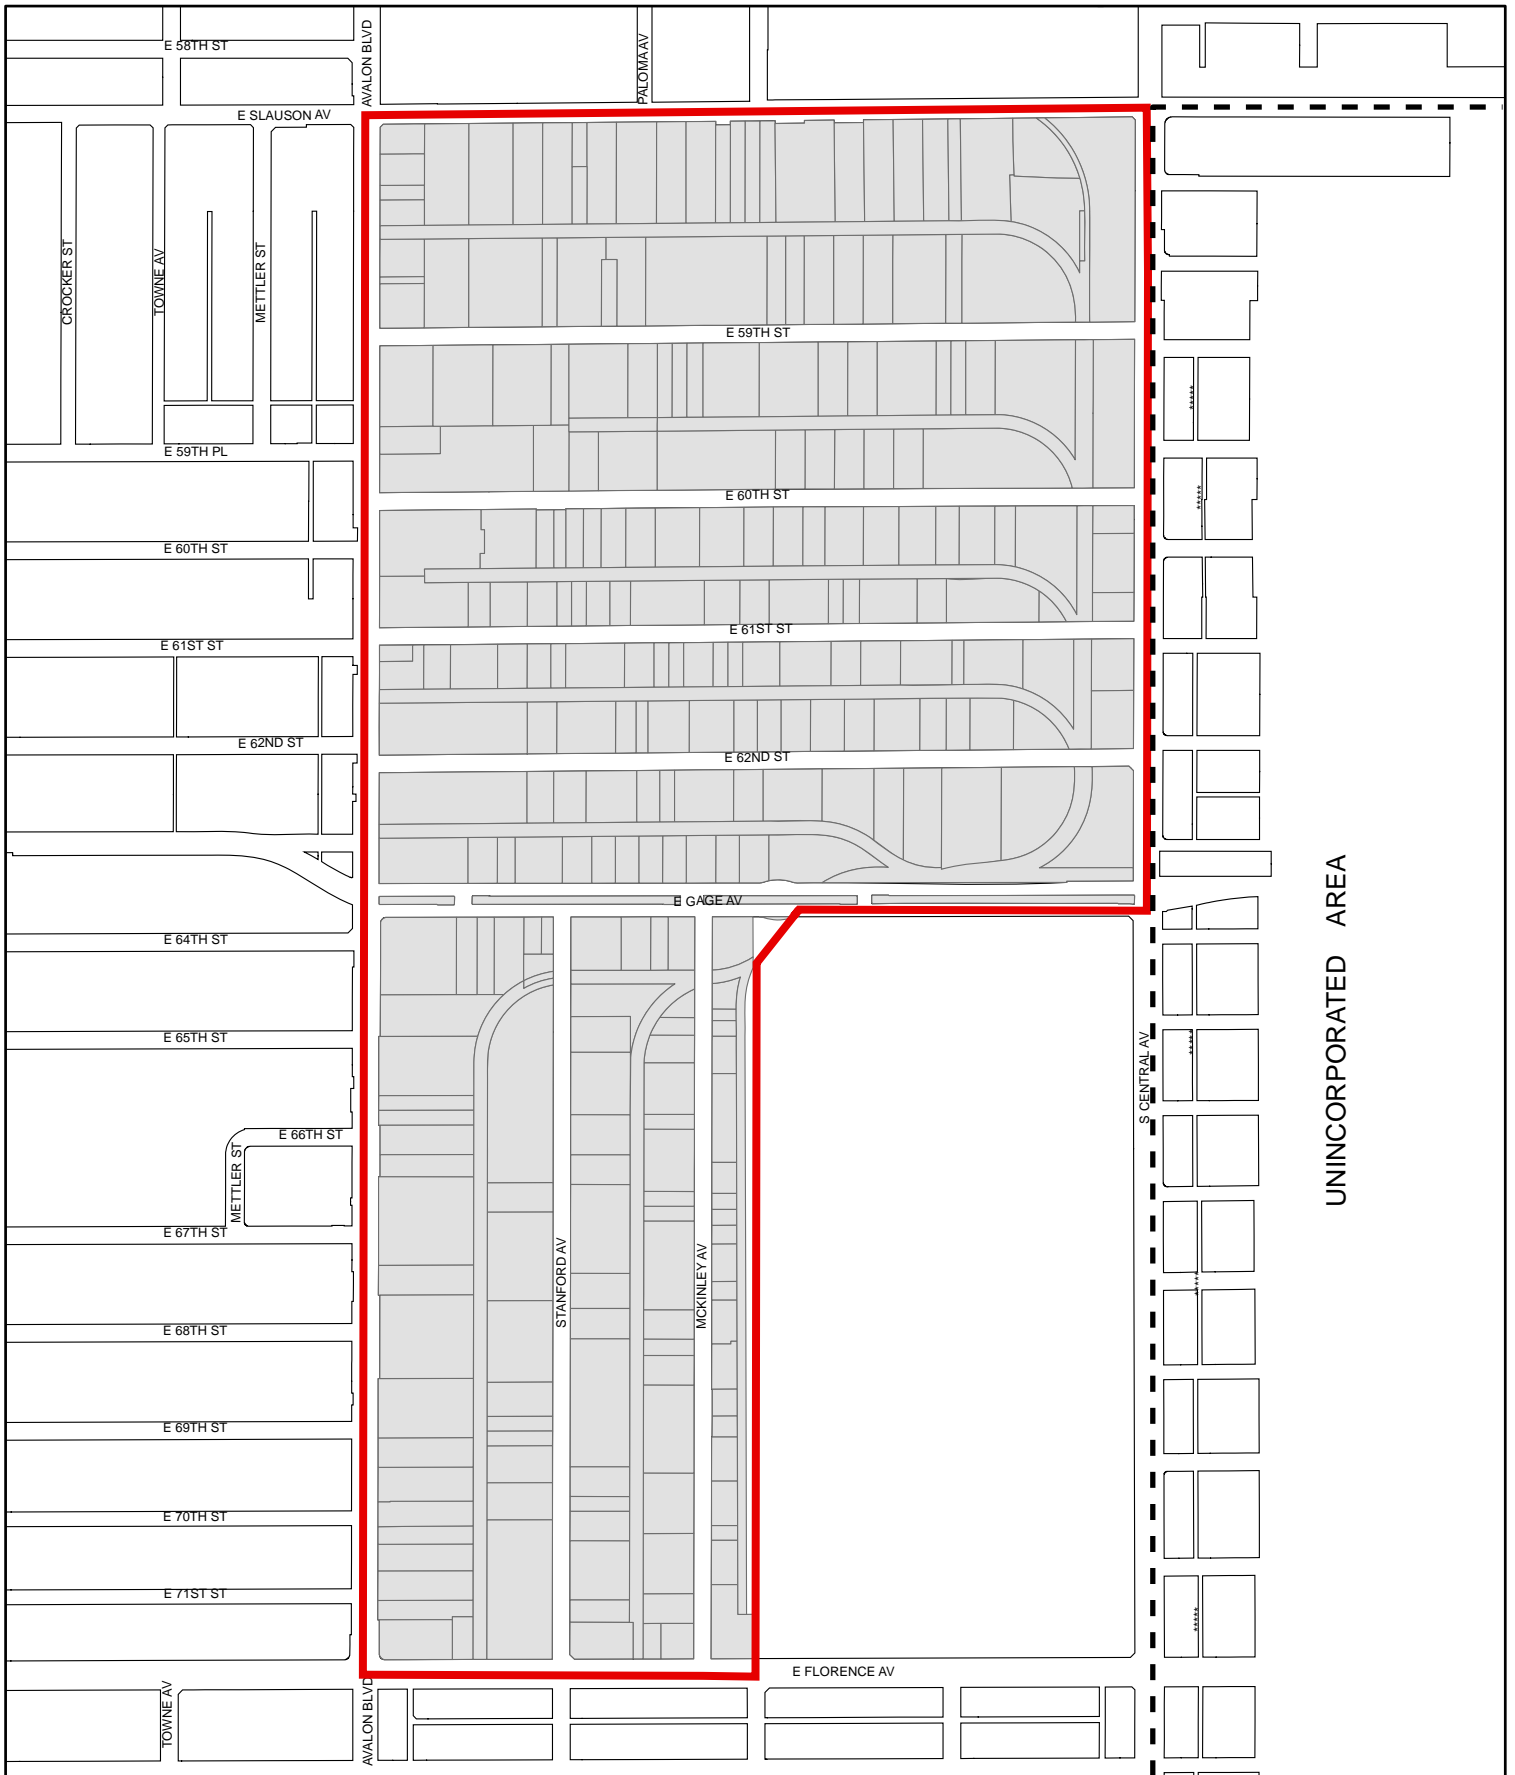 E 58TH ST
AVALON BLVD
PALOMA AV
E SLAUSON AV
CROCKER ST
TOWNE AV
METTLER ST
E 59TH ST
E 59TH PL
E 60TH ST
E 60TH ST
E 61ST ST
E 61ST ST
E 62ND ST
E 62ND ST
E GAGE AV
E 64TH ST
UNINCORPORATED AREA
E 65TH ST
S CENTRAL AV
E 66TH ST
METTLER ST
E 67TH ST
STANFORD AV
MCKINLEY AV
E 68TH ST
E 69TH ST
E 70TH ST
E 71ST ST
E FLORENCE AV
TOWNE AV
AVALON BLVD